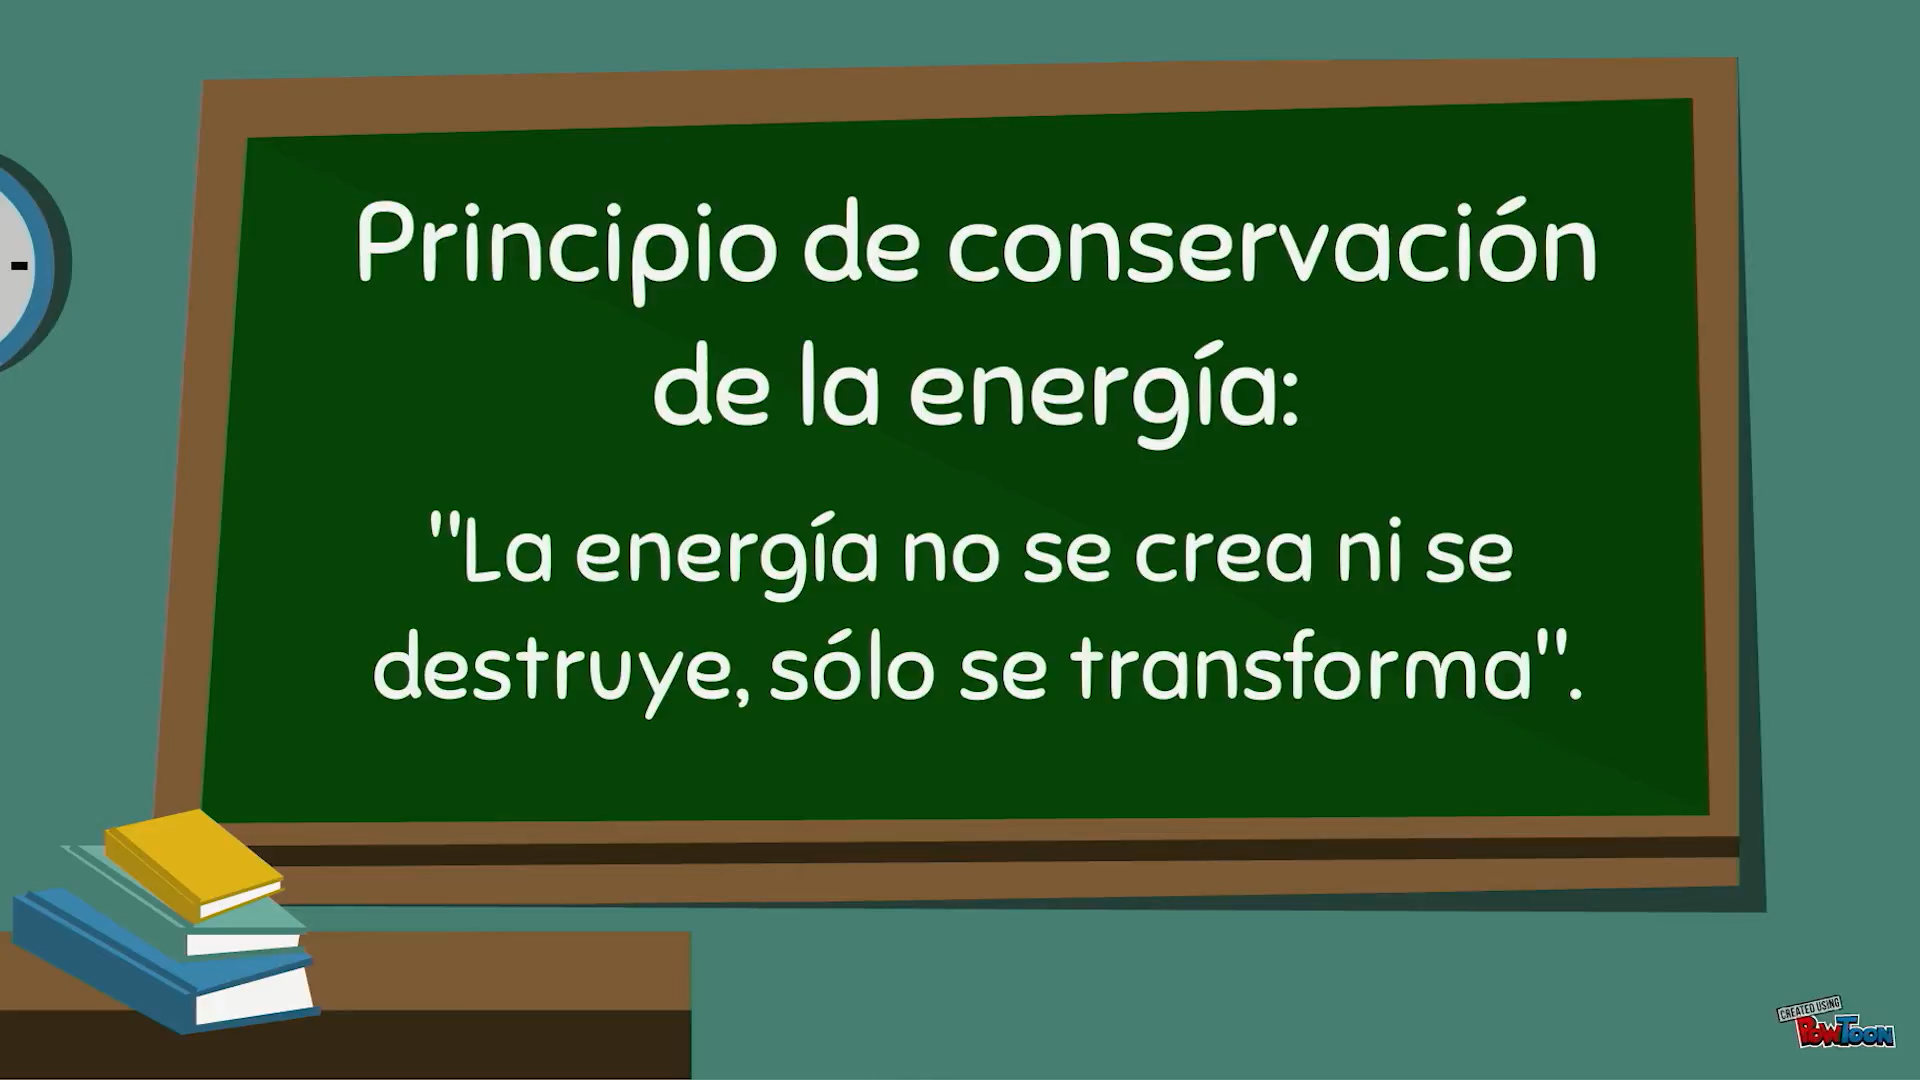 Principio de conservación
de la energía:
"La energía no se crea ni se
destruye, sólo se transforma".
CREATED USING
POWTOON